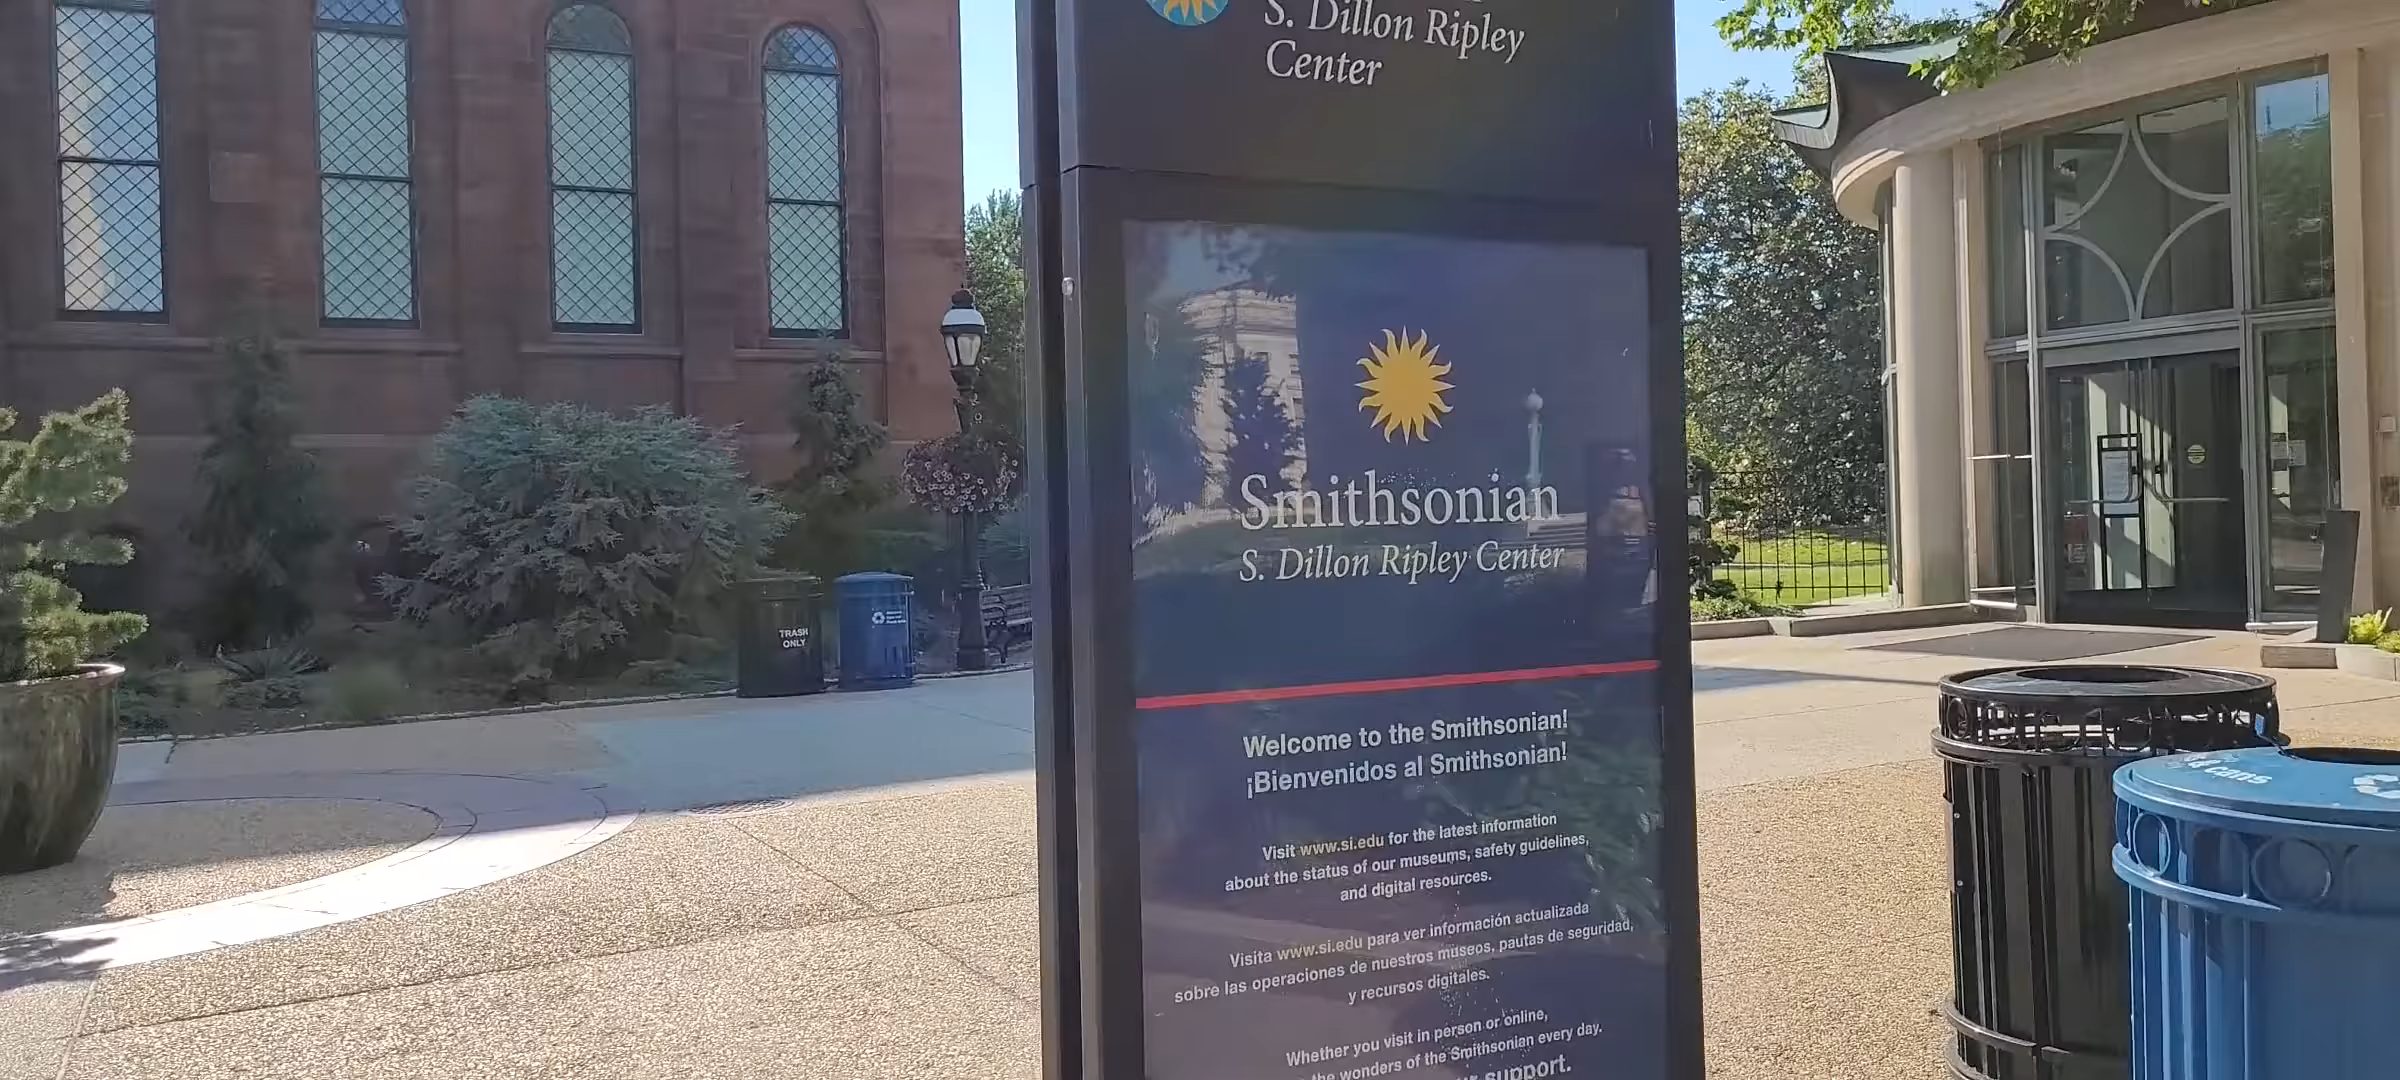 S. Dillon Ripley
Center
Smithsonian
S. Dillon Ripley Center
Welcome to the Smithsonian!
¡Bienvenidos al Smithsonian!
Visit www.si.edu for the latest information
about the status of our museums, safety guidelines,
and digital resources.
Visita www.si.edu para ver información actualizada
sobre las operaciones de nuestros museos, pautas de seguridad,
y recursos digitales.
Whether you visit in person or online,
the wonders of the Smithsonian every day.
support.
TRASH
ONLY
& cans